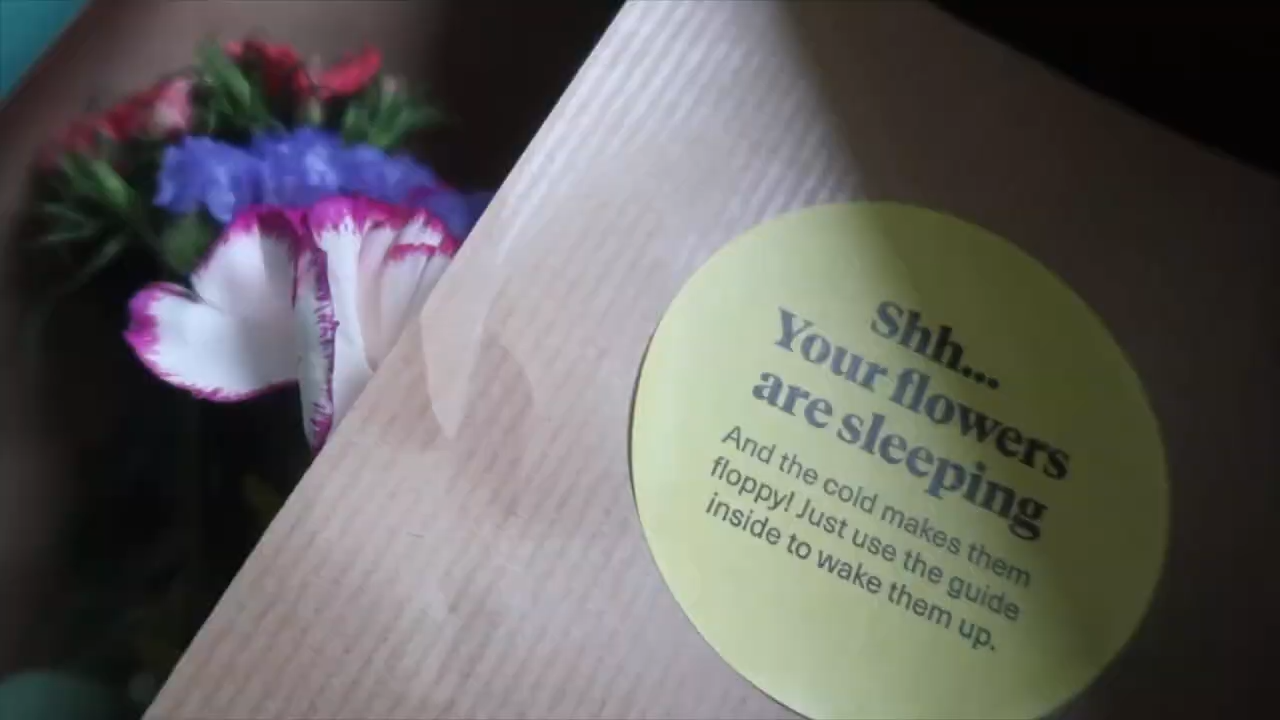 Shh...
Your flowers
are sleeping
And the cold makes them
floppy! Just use the guide
inside to wake them up.